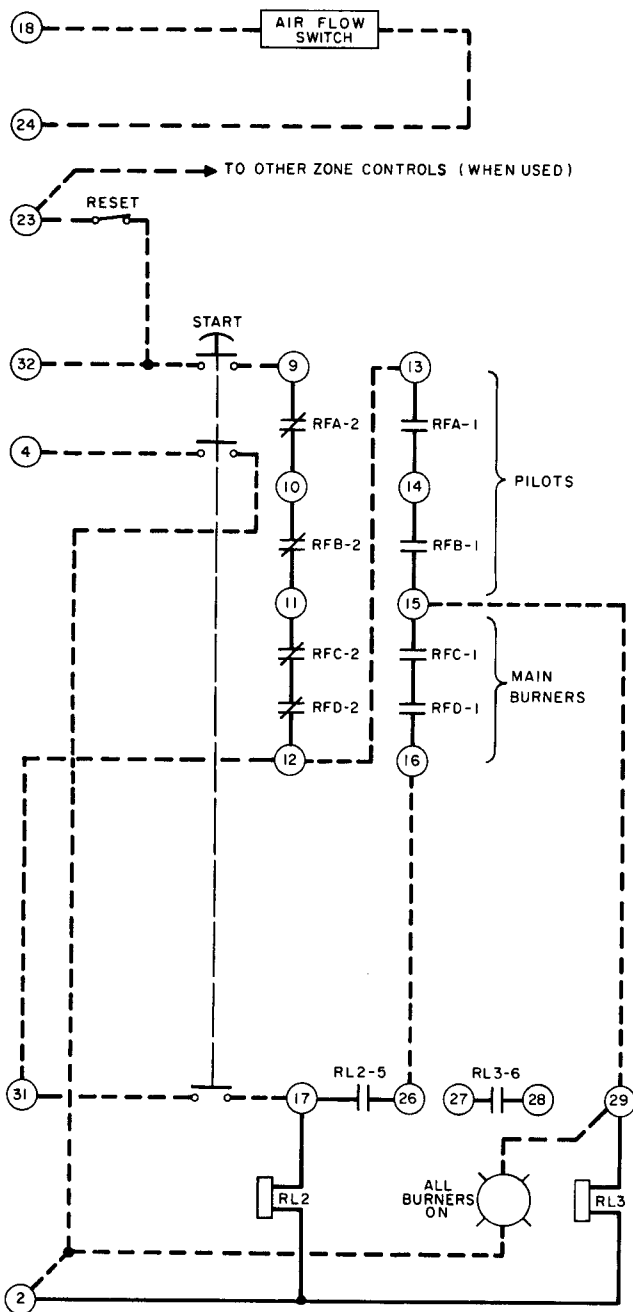 18
AIR FLOW
SWITCH
24
TO OTHER ZONE CONTROLS (WHEN USED)
23
RESET
START
32
9
13
RFA-2
RFA-1
4
10
14
PILOTS
RFB-2
RFB-1
11
15
RFC-2
RFC-1
MAIN
BURNERS
RFD-2
RFD-1
12
16
RL2-5
RL3-6
31
17
26
27
28
29
RL2
ALL
BURNERS
ON
RL3
2